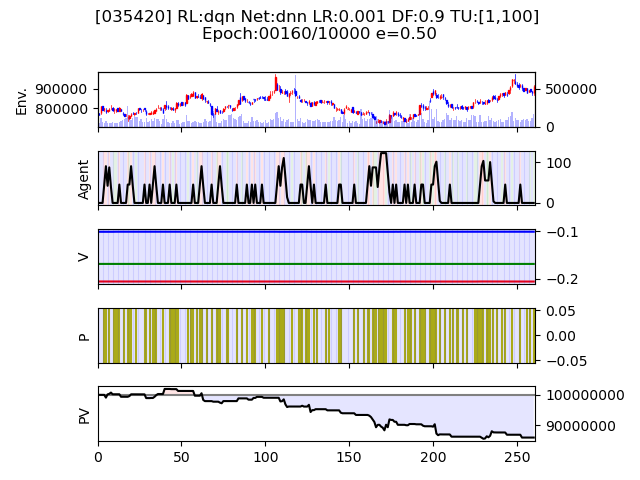 [035420] RL:dqn Net:dnn LR:0.001 DF:0.9 TU:[1,100]
Epoch:00160/10000 e=0.50
Env.
900000
800000
500000
0
Agent
100
0
V
−0.1
−0.2
P
0.05
0.00
−0.05
PV
100000000
90000000
0 50 100 150 200 250